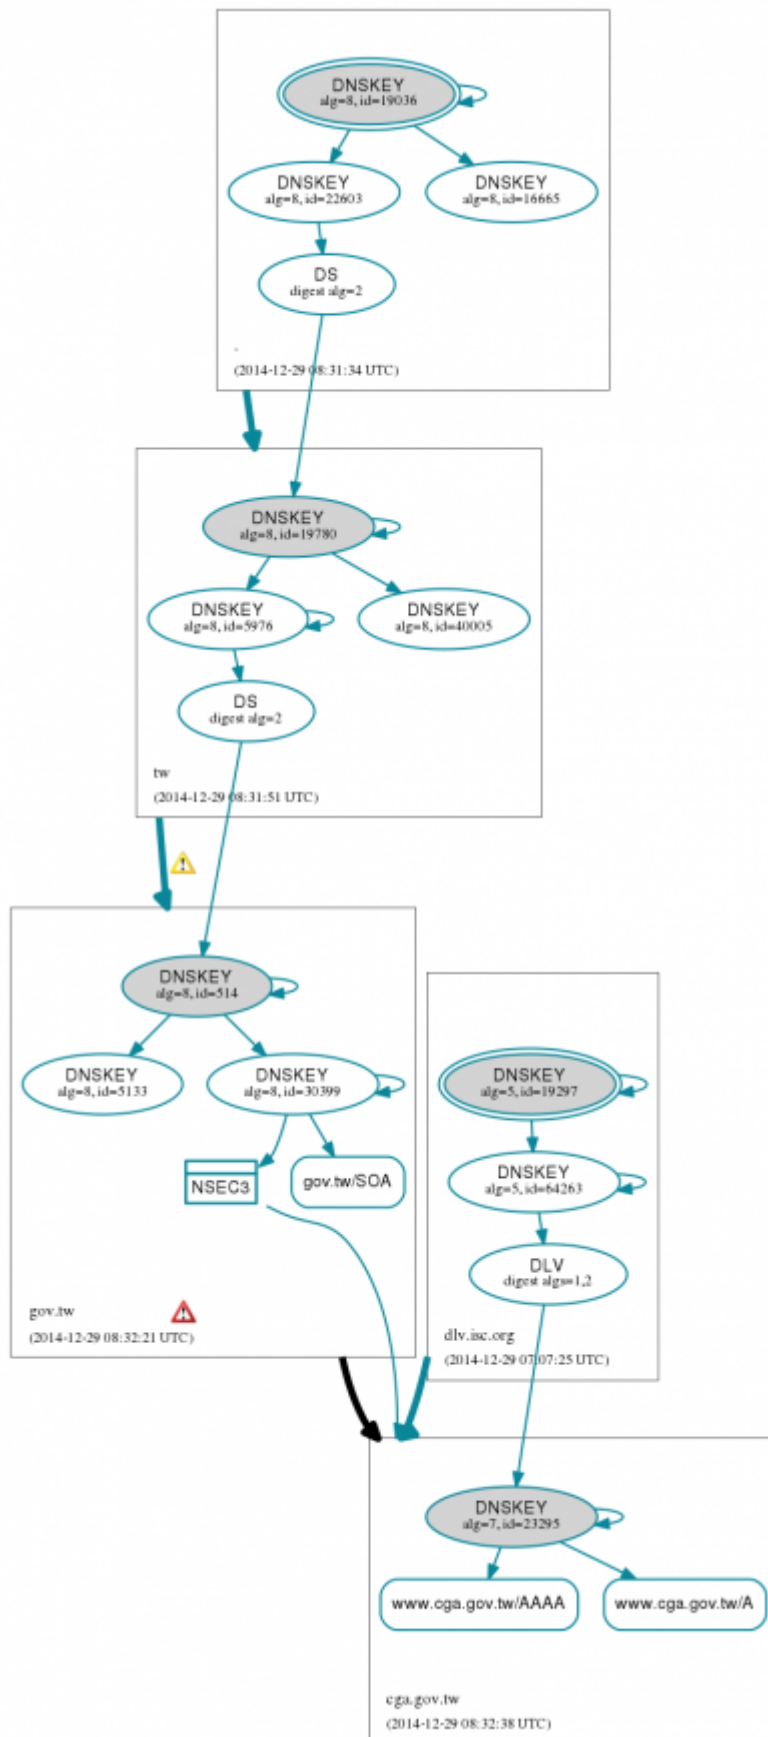 DNSKEY
alg=8, id=19036
DNSKEY
alg=8, id=22603
DNSKEY
alg=8, id=16665
DS
digest alg=2
.
(2014-12-29 08:31:34 UTC)
DNSKEY
alg=8, id=19780
DNSKEY
alg=8, id=5976
DNSKEY
alg=8, id=40005
DS
digest alg=2
tw
(2014-12-29 08:31:51 UTC)
DNSKEY
alg=8, id=514
DNSKEY
alg=8, id=5133
DNSKEY
alg=8, id=30399
NSEC3
gov.tw/SOA
gov.tw
(2014-12-29 08:32:21 UTC)
DNSKEY
alg=5, id=19297
DNSKEY
alg=5, id=64263
DLV
digest algs=1,2
dlv.isc.org
(2014-12-29 07:07:25 UTC)
DNSKEY
alg=7, id=23295
www.cga.gov.tw/AAAA
www.cga.gov.tw/A
cga.gov.tw
(2014-12-29 08:32:38 UTC)